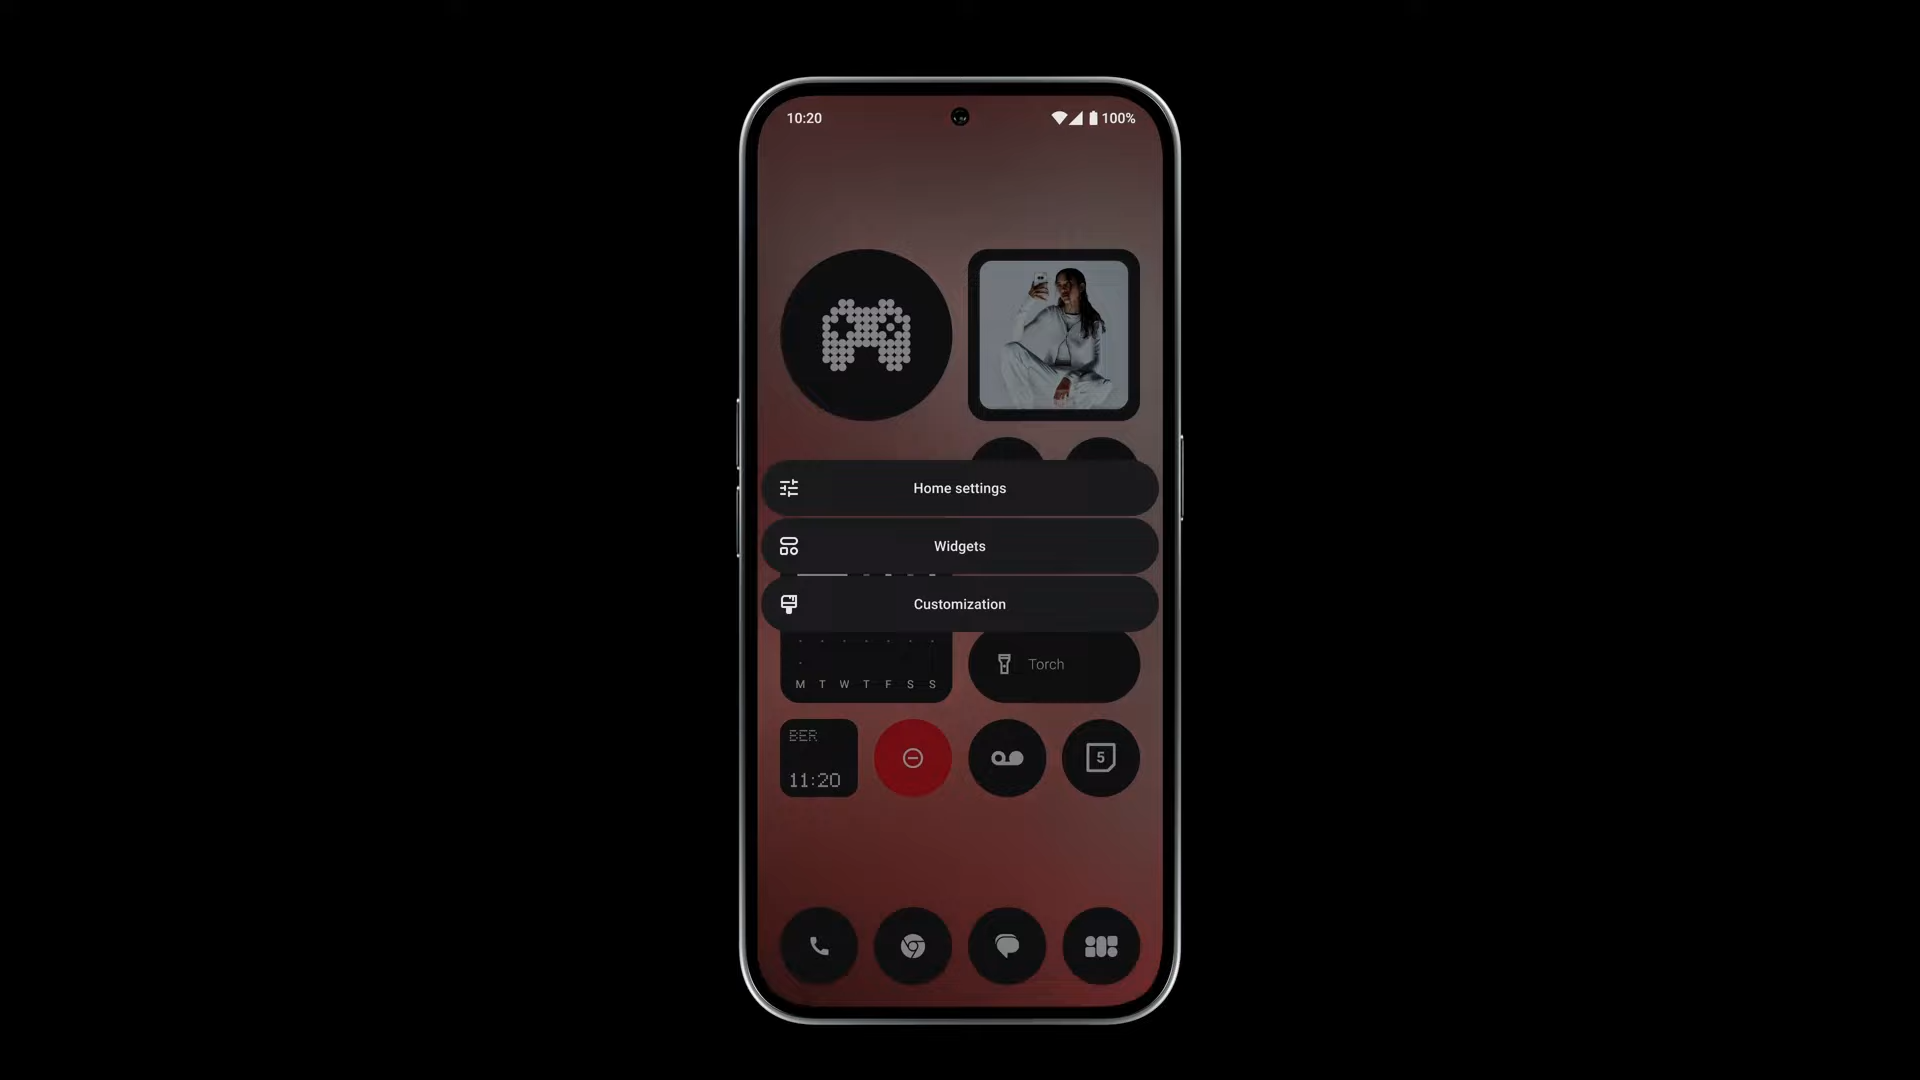 10:20 100%
Home settings
Widgets
Customization
Torch
M T W T F S S
BER
11:20
5